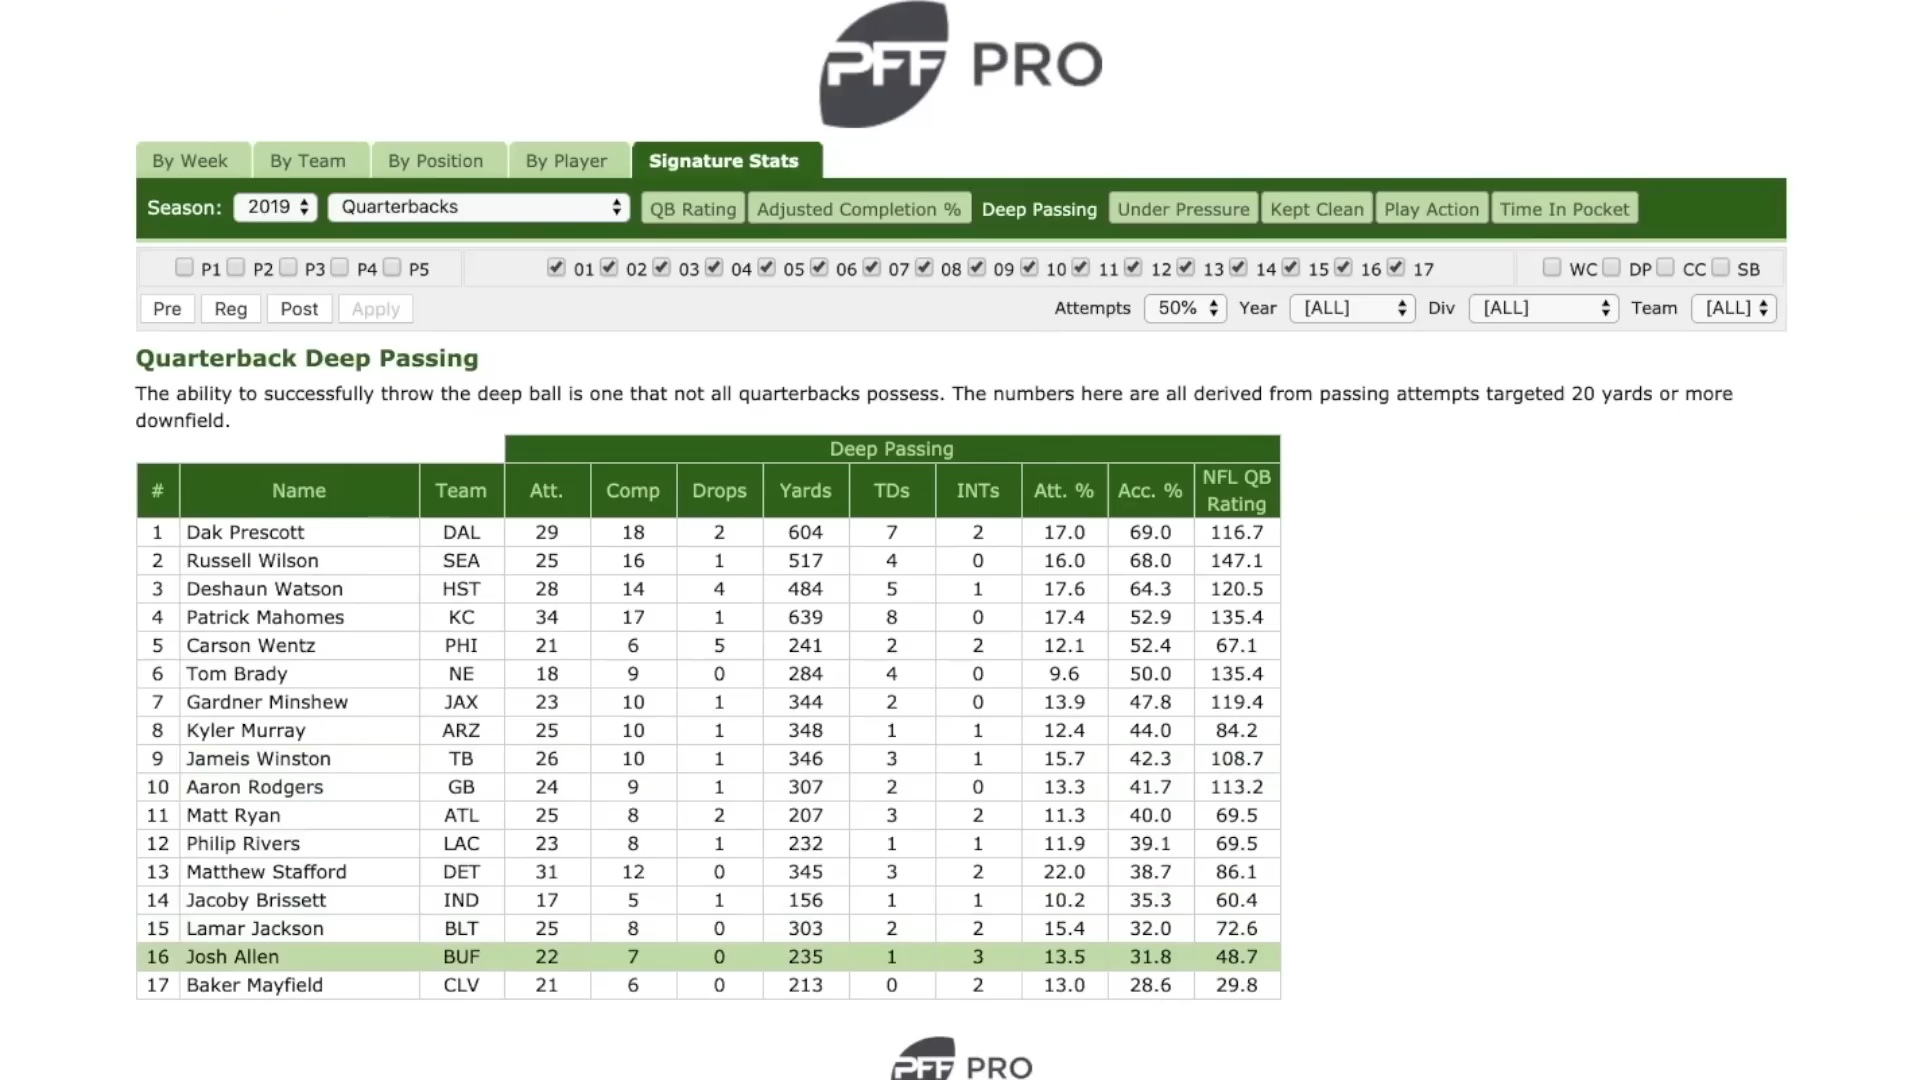 PFF PRO
By Week By Team By Position By Player Signature Stats
Season: 2019 Quarterbacks QB Rating Adjusted Completion % Deep Passing Under Pressure Kept Clean Play Action Time In Pocket
P1 P2 P3 P4 P5 01 02 03 04 05 06 07 08 09 10 11 12 13 14 15 16 17 WC DP CC SB
Pre Reg Post Apply Attempts 50% Year [ALL] Div [ALL] Team [ALL]
Quarterback Deep Passing
The ability to successfully throw the deep ball is one that not all quarterbacks possess. The numbers here are all derived from passing attempts targeted 20 yards or more
downfield.
Deep Passing
# Name Team Att. Comp Drops Yards TDs INTs Att. % Acc. % NFL QB Rating
1 Dak Prescott DAL 29 18 2 604 7 2 17.0 69.0 116.7
2 Russell Wilson SEA 25 16 1 517 4 0 16.0 68.0 147.1
3 Deshaun Watson HST 28 14 4 484 5 1 17.6 64.3 120.5
4 Patrick Mahomes KC 34 17 1 639 8 0 17.4 52.9 135.4
5 Carson Wentz PHI 21 6 5 241 2 2 12.1 52.4 67.1
6 Tom Brady NE 18 9 0 284 4 0 9.6 50.0 135.4
7 Gardner Minshew JAX 23 10 1 344 2 0 13.9 47.8 119.4
8 Kyler Murray ARZ 25 10 1 348 1 1 12.4 44.0 84.2
9 Jameis Winston TB 26 10 1 346 3 1 15.7 42.3 108.7
10 Aaron Rodgers GB 24 9 1 307 2 0 13.3 41.7 113.2
11 Matt Ryan ATL 25 8 2 207 3 2 11.3 40.0 69.5
12 Philip Rivers LAC 23 8 1 232 1 1 11.9 39.1 69.5
13 Matthew Stafford DET 31 12 0 345 3 2 22.0 38.7 86.1
14 Jacoby Brissett IND 17 5 1 156 1 1 10.2 35.3 60.4
15 Lamar Jackson BLT 25 8 0 303 2 2 15.4 32.0 72.6
16 Josh Allen BUF 22 7 0 235 1 3 13.5 31.8 48.7
17 Baker Mayfield CLV 21 6 0 213 0 2 13.0 28.6 29.8
PFF PRO